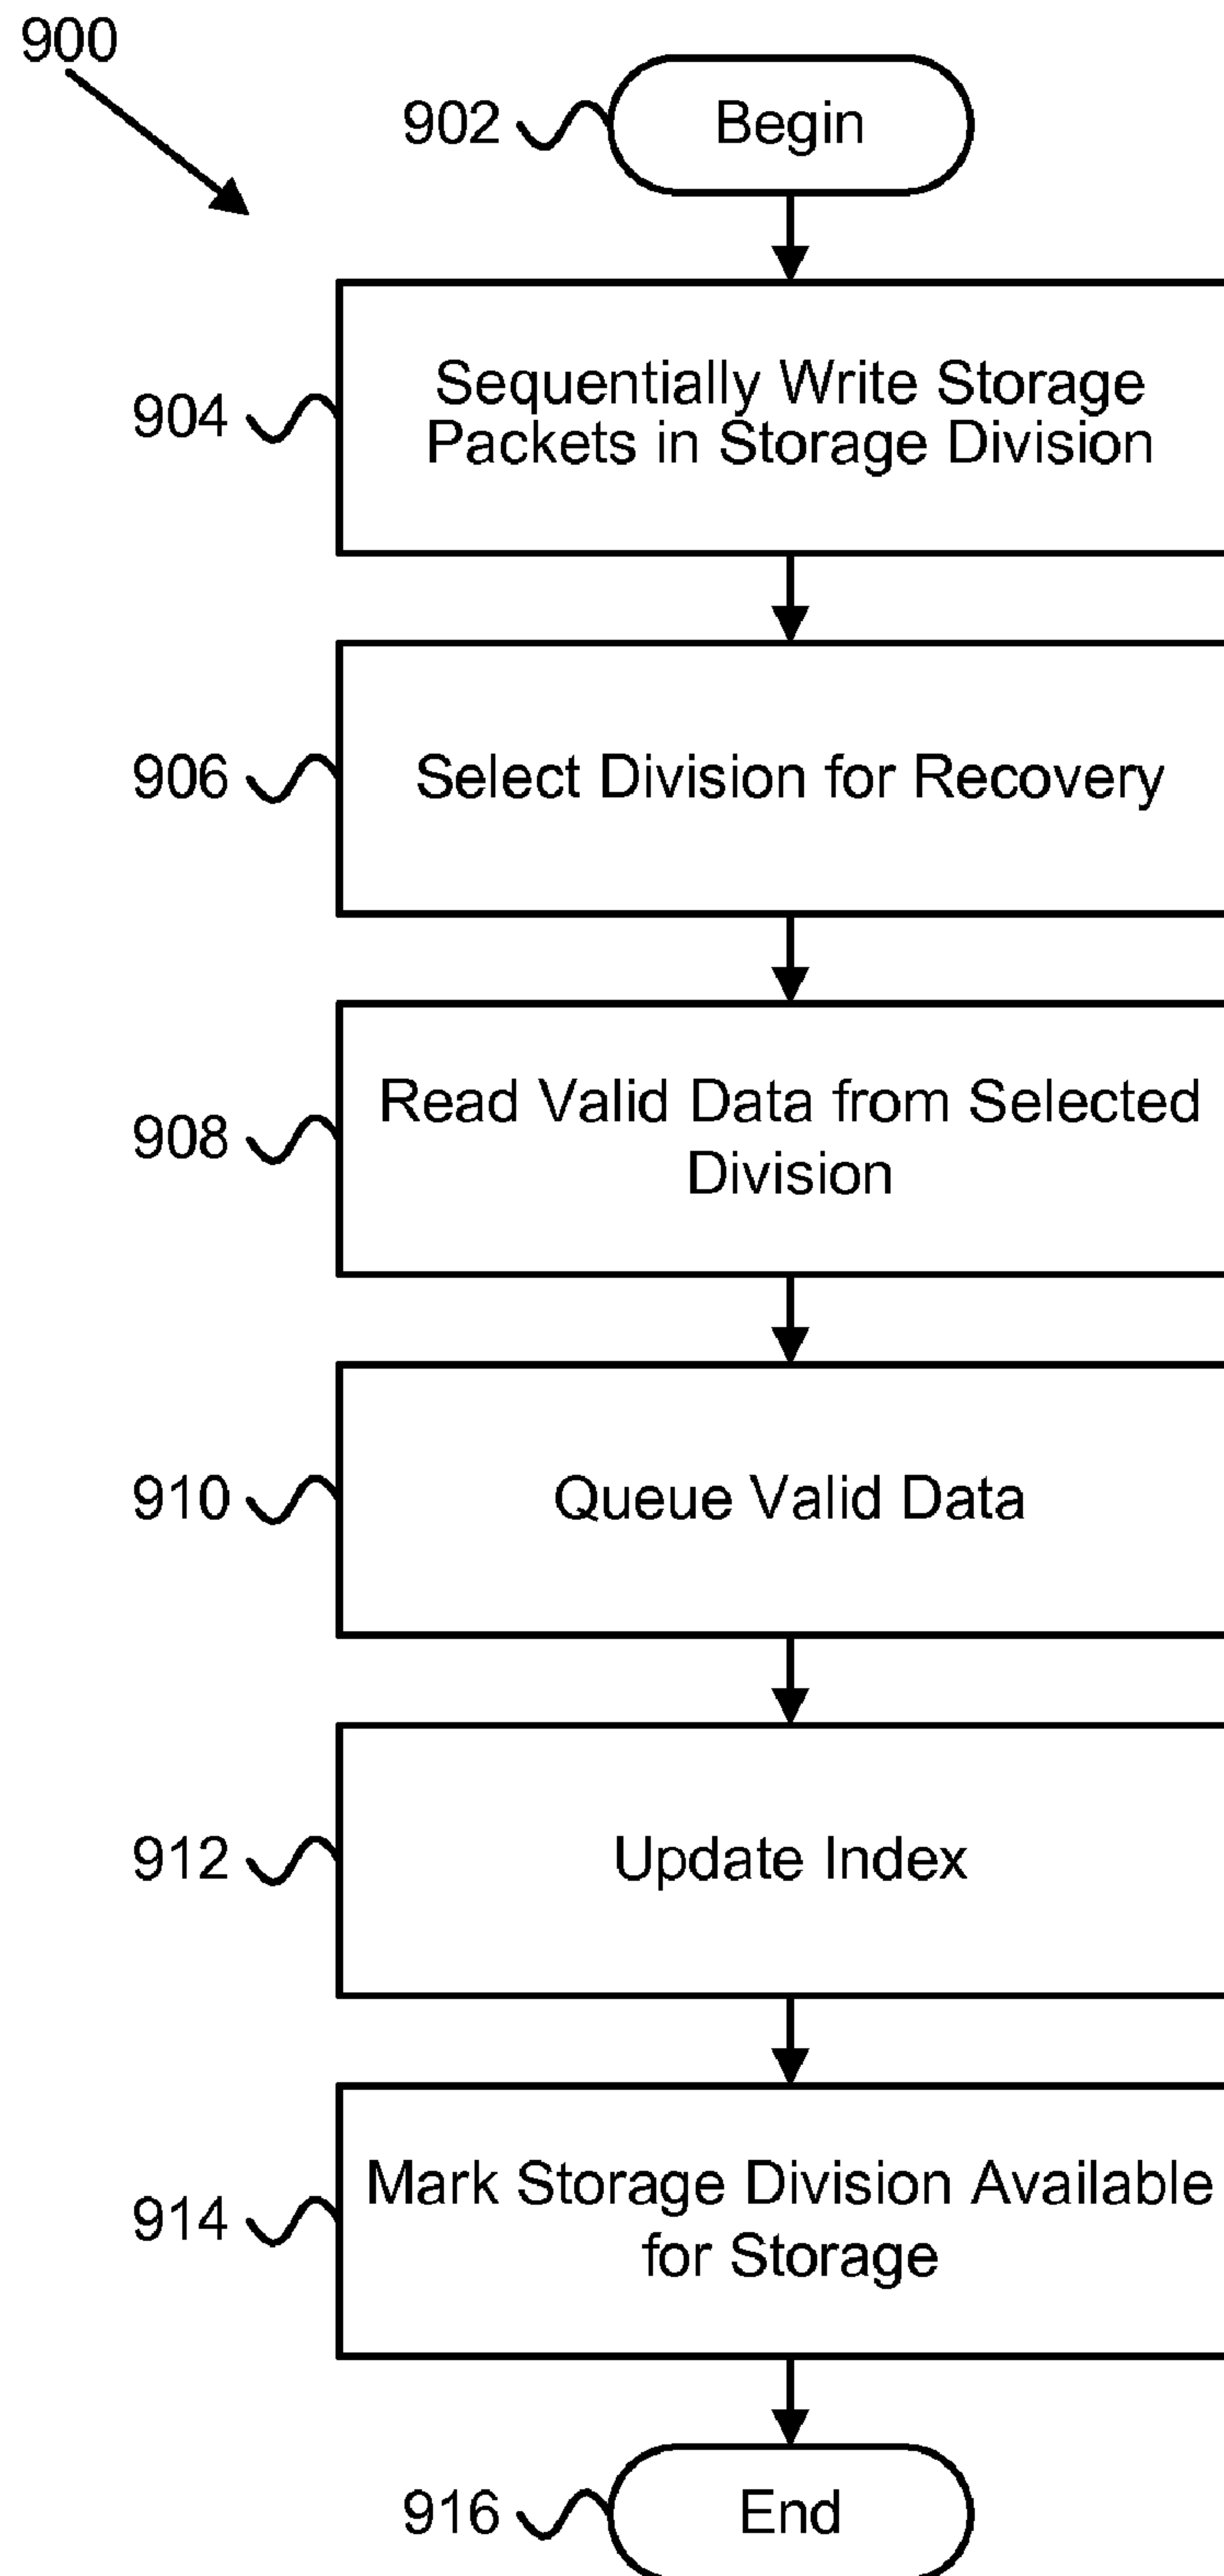 900
902
Begin
904
Sequentially Write Storage
Packets in Storage Division
906
Select Division for Recovery
908
Read Valid Data from Selected
Division
910
Queue Valid Data
912
Update Index
914
Mark Storage Division Available
for Storage
916
End